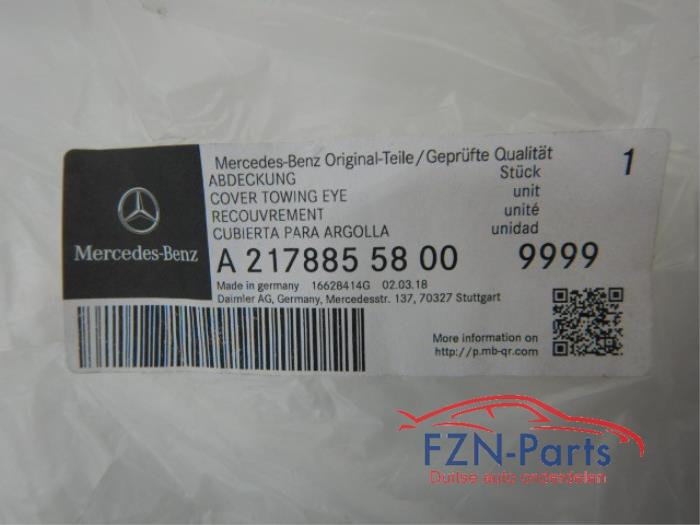 Mercedes-Benz Original-Teile/Geprüfte Qualität
ABDECKUNG Stück 1
COVER TOWING EYE unit
RECOUVREMENT unité
CUBIERTA PARA ARGOLLA unidad
Mercedes-Benz
A 217885 58 00 9999
Made in germany 16628414G 02.03.18
Daimler AG, Germany, Mercedesstr. 137, 70327 Stuttgart
More information on
http://p.mb-qr.com
FZN-Parts
Duitse auto onderdelen